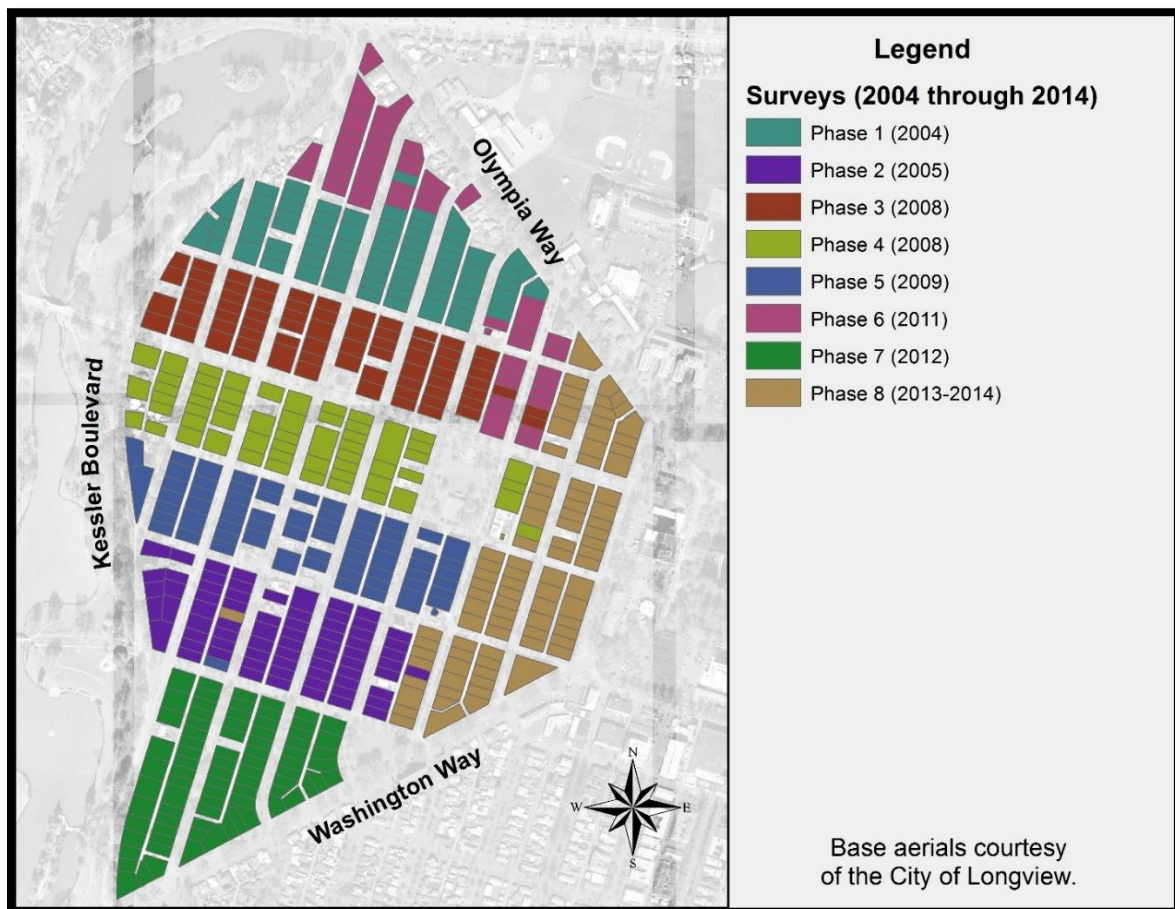 Olympia Way
Kessler Boulevard
Washington Way
N
W
E
S
Legend
Surveys (2004 through 2014)
Phase 1 (2004)
Phase 2 (2005)
Phase 3 (2008)
Phase 4 (2008)
Phase 5 (2009)
Phase 6 (2011)
Phase 7 (2012)
Phase 8 (2013-2014)
Base aerials courtesy
of the City of Longview.